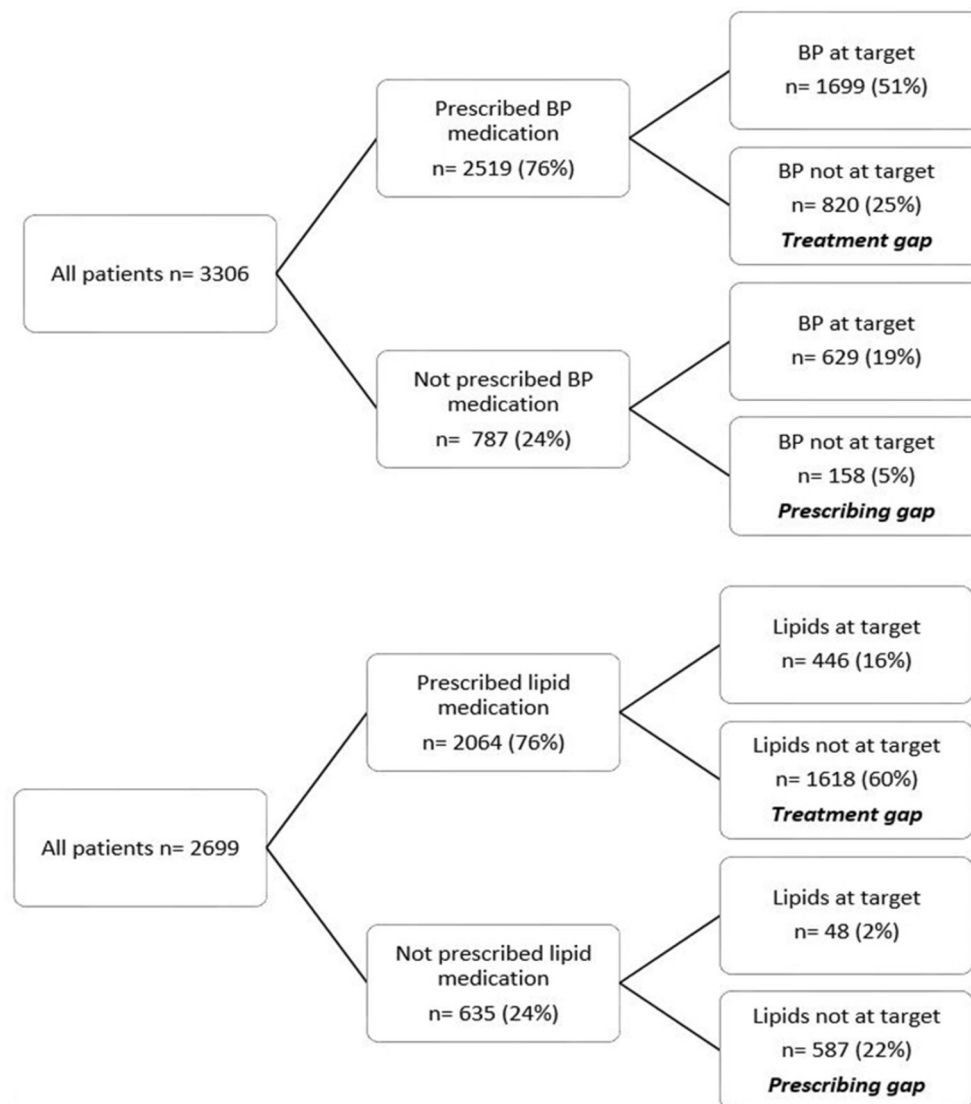 All patients n= 3306
Prescribed BP
medication
n= 2519 (76%)
BP at target
n= 1699 (51%)
BP not at target
n= 820 (25%)
Treatment gap
Not prescribed BP
medication
n=  787 (24%)
BP at target
n= 629 (19%)
BP not at target
n= 158 (5%)
Prescribing gap
All patients n= 2699
Prescribed lipid
medication
n= 2064 (76%)
Lipids at target
n= 446 (16%)
Lipids not at target
n= 1618 (60%)
Treatment gap
Not prescribed lipid
medication
n= 635 (24%)
Lipids at target
n= 48 (2%)
Lipids not at target
n= 587 (22%)
Prescribing gap